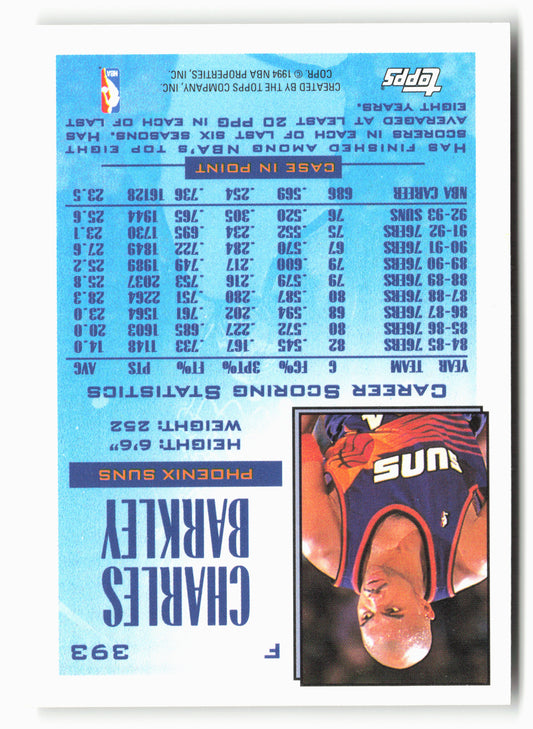 F 393
CHARLES
BARKLEY
PHOENIX SUNS
HEIGHT: 6'6"
WEIGHT: 252
SUNS
CAREER SCORING STATISTICS
YEAR TEAM G FG% 3PT% FT% PTS AVG
84-85 76ERS 82 .545 .167 .733 1148 14.0
85-86 76ERS 80 .572 .227 .685 1603 20.0
86-87 76ERS 68 .594 .202 .761 1564 23.0
87-88 76ERS 80 .587 .280 .751 2264 28.3
88-89 76ERS 79 .579 .216 .753 2037 25.8
89-90 76ERS 79 .600 .217 .749 1989 25.2
90-91 76ERS 67 .570 .284 .722 1849 27.6
91-92 76ERS 75 .552 .234 .695 1730 23.1
92-93 SUNS 76 .520 .305 .765 1944 25.6
NBA CAREER 686 .569 .254 .736 16128 23.5
CASE IN POINT
HAS FINISHED AMONG NBA'S TOP EIGHT
SCORERS IN EACH OF LAST SIX SEASONS. HAS
AVERAGED AT LEAST 20 PPG IN EACH OF LAST
EIGHT YEARS.
Topps
CREATED BY THE TOPPS COMPANY, INC.
COPR. © 1994 NBA PROPERTIES, INC.
NBA